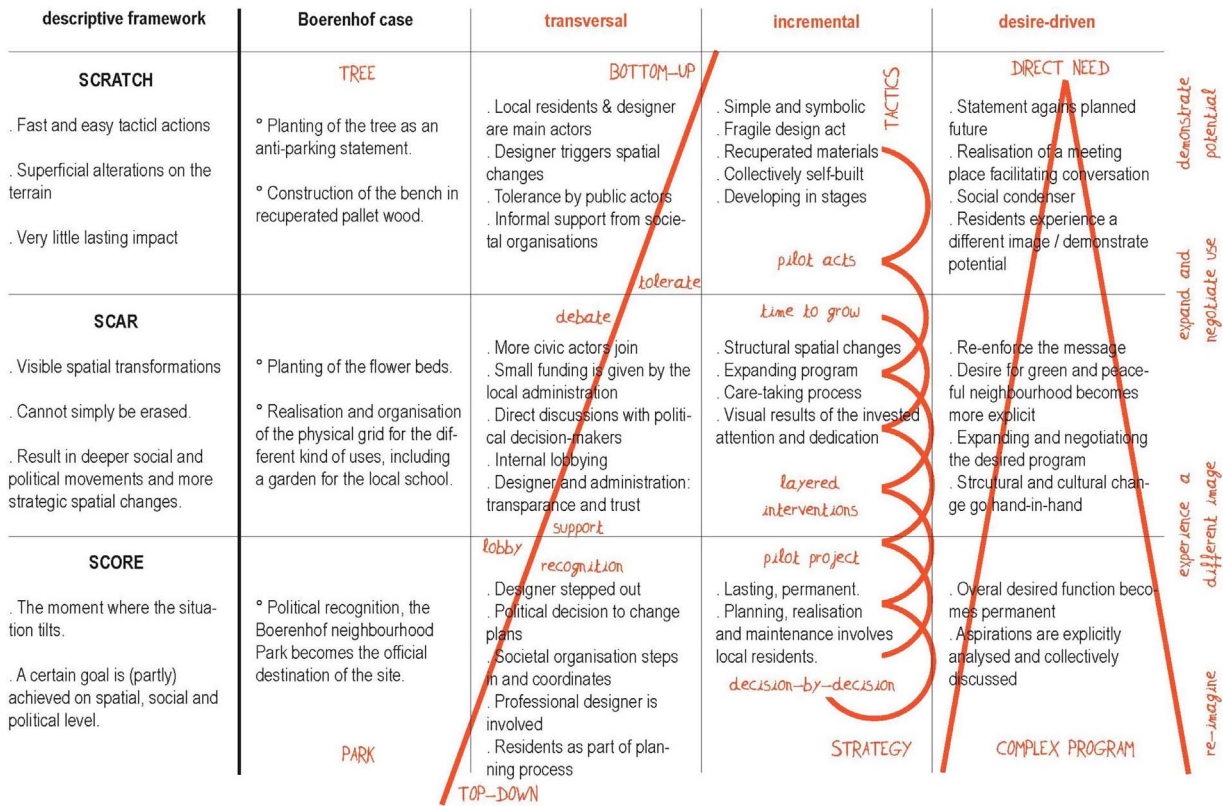 descriptive framework
Boerenhof case
transversal
incremental
desire-driven
SCRATCH
. Fast and easy tacticl actions
. Superficial alterations on the
terrain
. Very little lasting impact
TREE
° Planting of the tree as an
anti-parking statement.
° Construction of the bench in
recuperated pallet wood.
BOTTOM-UP
. Local residents & designer
are main actors
. Designer triggers spatial
changes
. Tolerance by public actors
. Informal support from socie-
tal organisations
tolerate
TACTICS
. Simple and symbolic
. Fragile design act
. Recuperated materials
. Collectively self-built
. Developing in stages
pilot acts
DIRECT NEED
. Statement agains planned
future
. Realisation of a meeting
place facilitating conversation
. Social condenser
. Residents experience a
different image / demonstrate
potential
demonstrate
potential
SCAR
. Visible spatial transformations
. Cannot simply be erased.
. Result in deeper social and
political movements and more
strategic spatial changes.
° Planting of the flower beds.
° Realisation and organisation
of the physical grid for the dif-
ferent kind of uses, including
a garden for the local school.
debate
. More civic actors join
. Small funding is given by the
local administration
. Direct discussions with politi-
cal decision-makers
. Internal lobbying
. Designer and administration:
transparance and trust
support
time to grow
. Structural spatial changes
. Expanding program
. Care-taking process
. Visual results of the invested
attention and dedication
layered
interventions
. Re-enforce the message
. Desire for green and peace-
ful neighbourhood becomes
more explicit
. Expanding and negotiationg
the desired program
. Strcutural and cultural chan-
ge go hand-in-hand
expand and
negotiate use
experience a
different image
SCORE
. The moment where the situa-
tion tilts.
. A certain goal is (partly)
achieved on spatial, social and
political level.
° Political recognition, the
Boerenhof neighbourhood
Park becomes the official
destination of the site.
PARK
lobby
recognition
. Designer stepped out
. Political decision to change
plans
. Societal organisation steps
in and coordinates
. Professional designer is
involved
. Residents as part of plan-
ning process
TOP-DOWN
pilot project
. Lasting, permanent.
. Planning, realisation
and maintenance involves
local residents.
decision-by-decision
STRATEGY
. Overal desired function beco-
mes permanent
. Aspirations are explicitly
analysed and collectively
discussed
COMPLEX PROGRAM
re-imagine